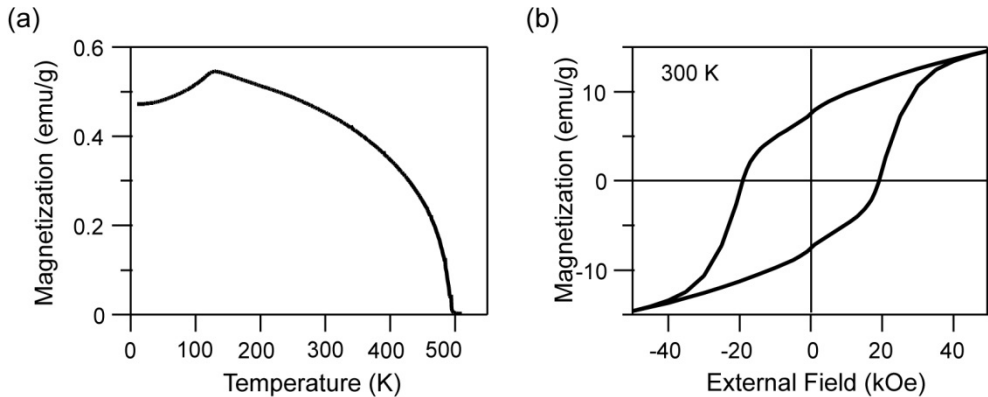 (a)
Magnetization (emu/g)
0.6
0.4
0.2
0
0 100 200 300 400 500
Temperature (K)
(b)
300 K
Magnetization (emu/g)
10
0
-10
-40 -20 0 20 40
External Field (kOe)